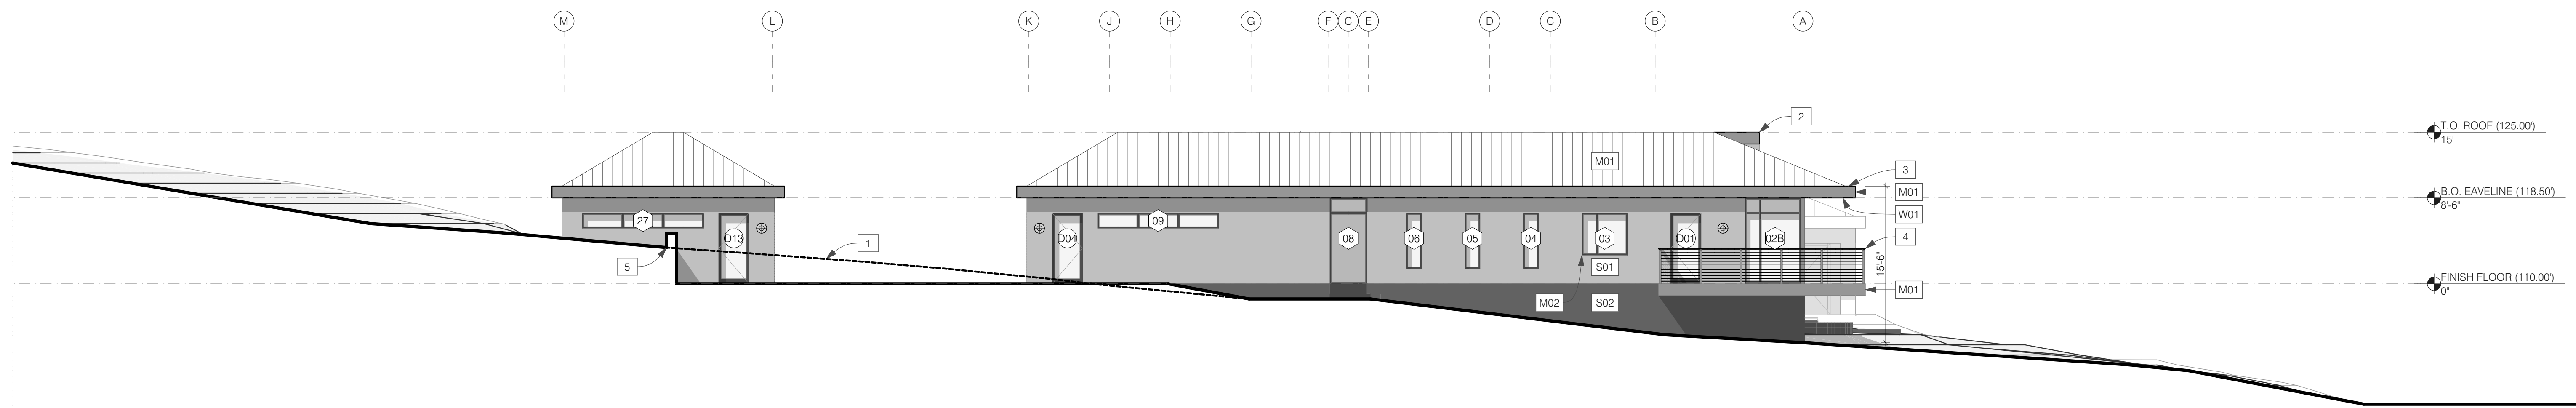 M
L
K
J
H
G
F
C
E
D
C
B
A
2
T.O. ROOF (125.00')
15'
M01
3
M01
B.O. EAVELINE (118.50')
8'-6"
W01
27
D13
D04
09
08
06
05
04
03
D01
02B
4
1
5
S01
15'-6"
FINISH FLOOR (110.00')
0"
M02
S02
M01